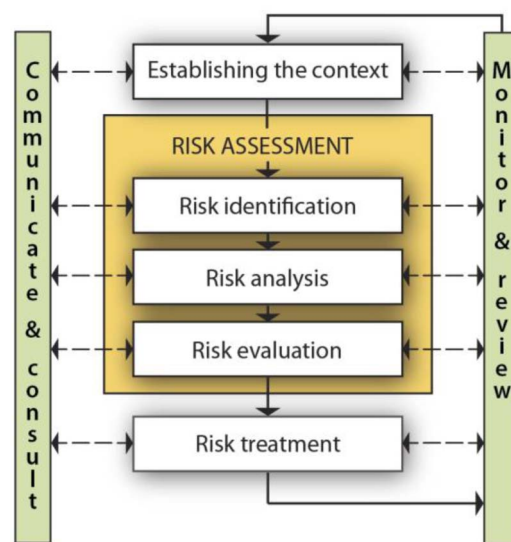 Communicate & consult
Establishing the context
RISK ASSESSMENT
Risk identification
Risk analysis
Risk evaluation
Risk treatment
Monitor & review